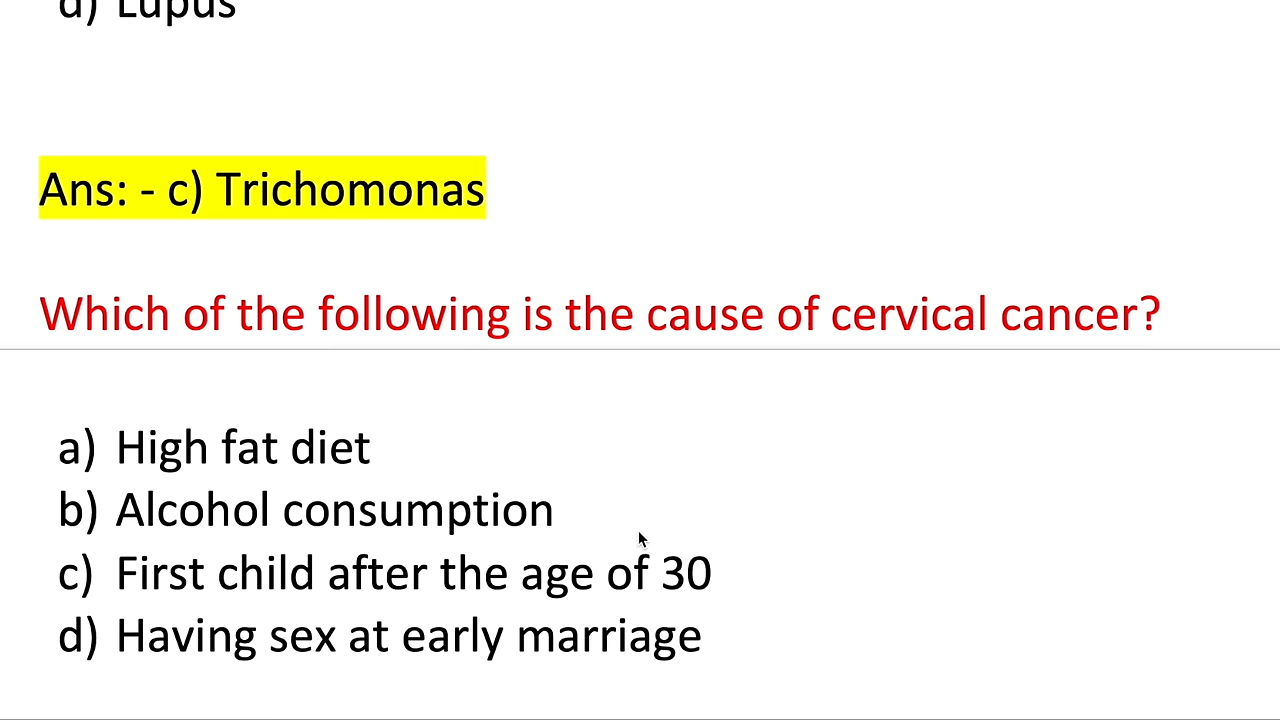 d) Lupus
Ans: - c) Trichomonas
Which of the following is the cause of cervical cancer?
a) High fat diet
b) Alcohol consumption
c) First child after the age of 30
d) Having sex at early marriage